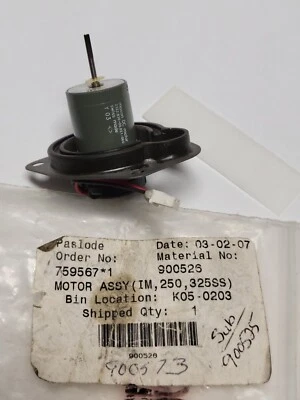 Paslode Date: 03-02-07
Order No: Material No:
759567*1 900526
MOTOR ASSY(IM,250,325SS)
Bin Location: K05-0203
Shipped Qty: 1
900526
900573
Sub
900525